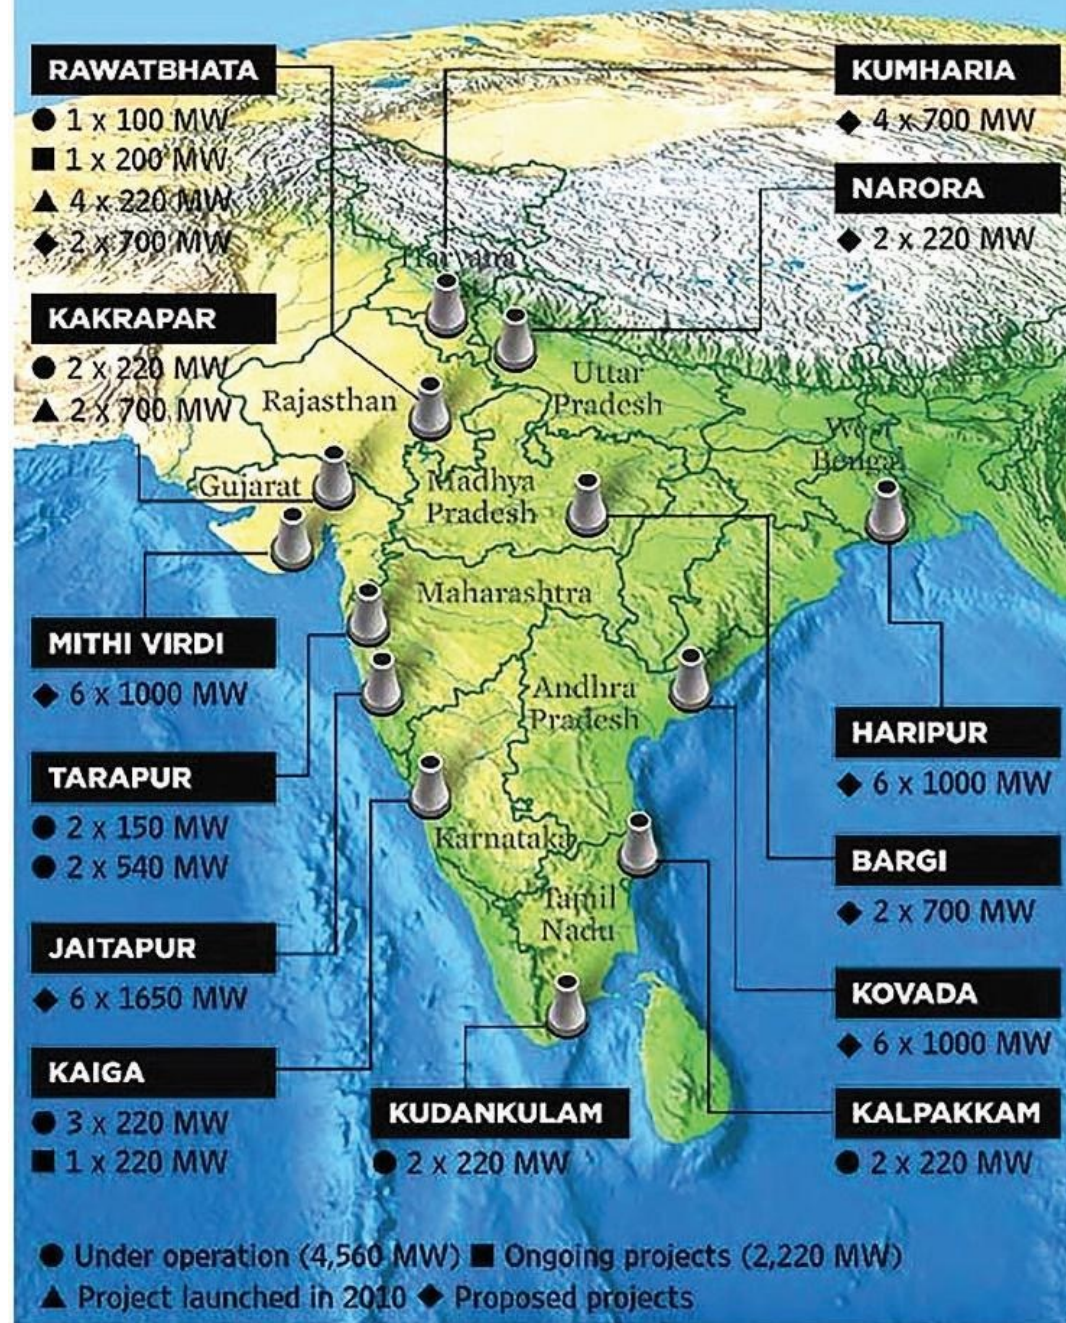 RAWATBHATA
● 1 x 100 MW
■ 1 x 200 MW
▲ 4 x 220 MW
◆ 2 x 700 MW
KAKRAPAR
● 2 x 220 MW
▲ 2 x 700 MW
MITHI VIRDI
◆ 6 x 1000 MW
TARAPUR
● 2 x 150 MW
● 2 x 540 MW
JAITAPUR
◆ 6 x 1650 MW
KAIGA
● 3 x 220 MW
■ 1 x 220 MW
KUDANKULAM
● 2 x 220 MW
KUMHARIA
◆ 4 x 700 MW
NARORA
◆ 2 x 220 MW
HARIPUR
◆ 6 x 1000 MW
BARGI
◆ 2 x 700 MW
KOVADA
◆ 6 x 1000 MW
KALPAKKAM
● 2 x 220 MW
Haryana
Uttar
Pradesh
Rajasthan
West
Bengal
Gujarat
Madhya
Pradesh
Maharashtra
Andhra
Pradesh
Karnataka
Tamil
Nadu
● Under operation (4,560 MW) ■ Ongoing projects (2,220 MW)
▲ Project launched in 2010 ◆ Proposed projects